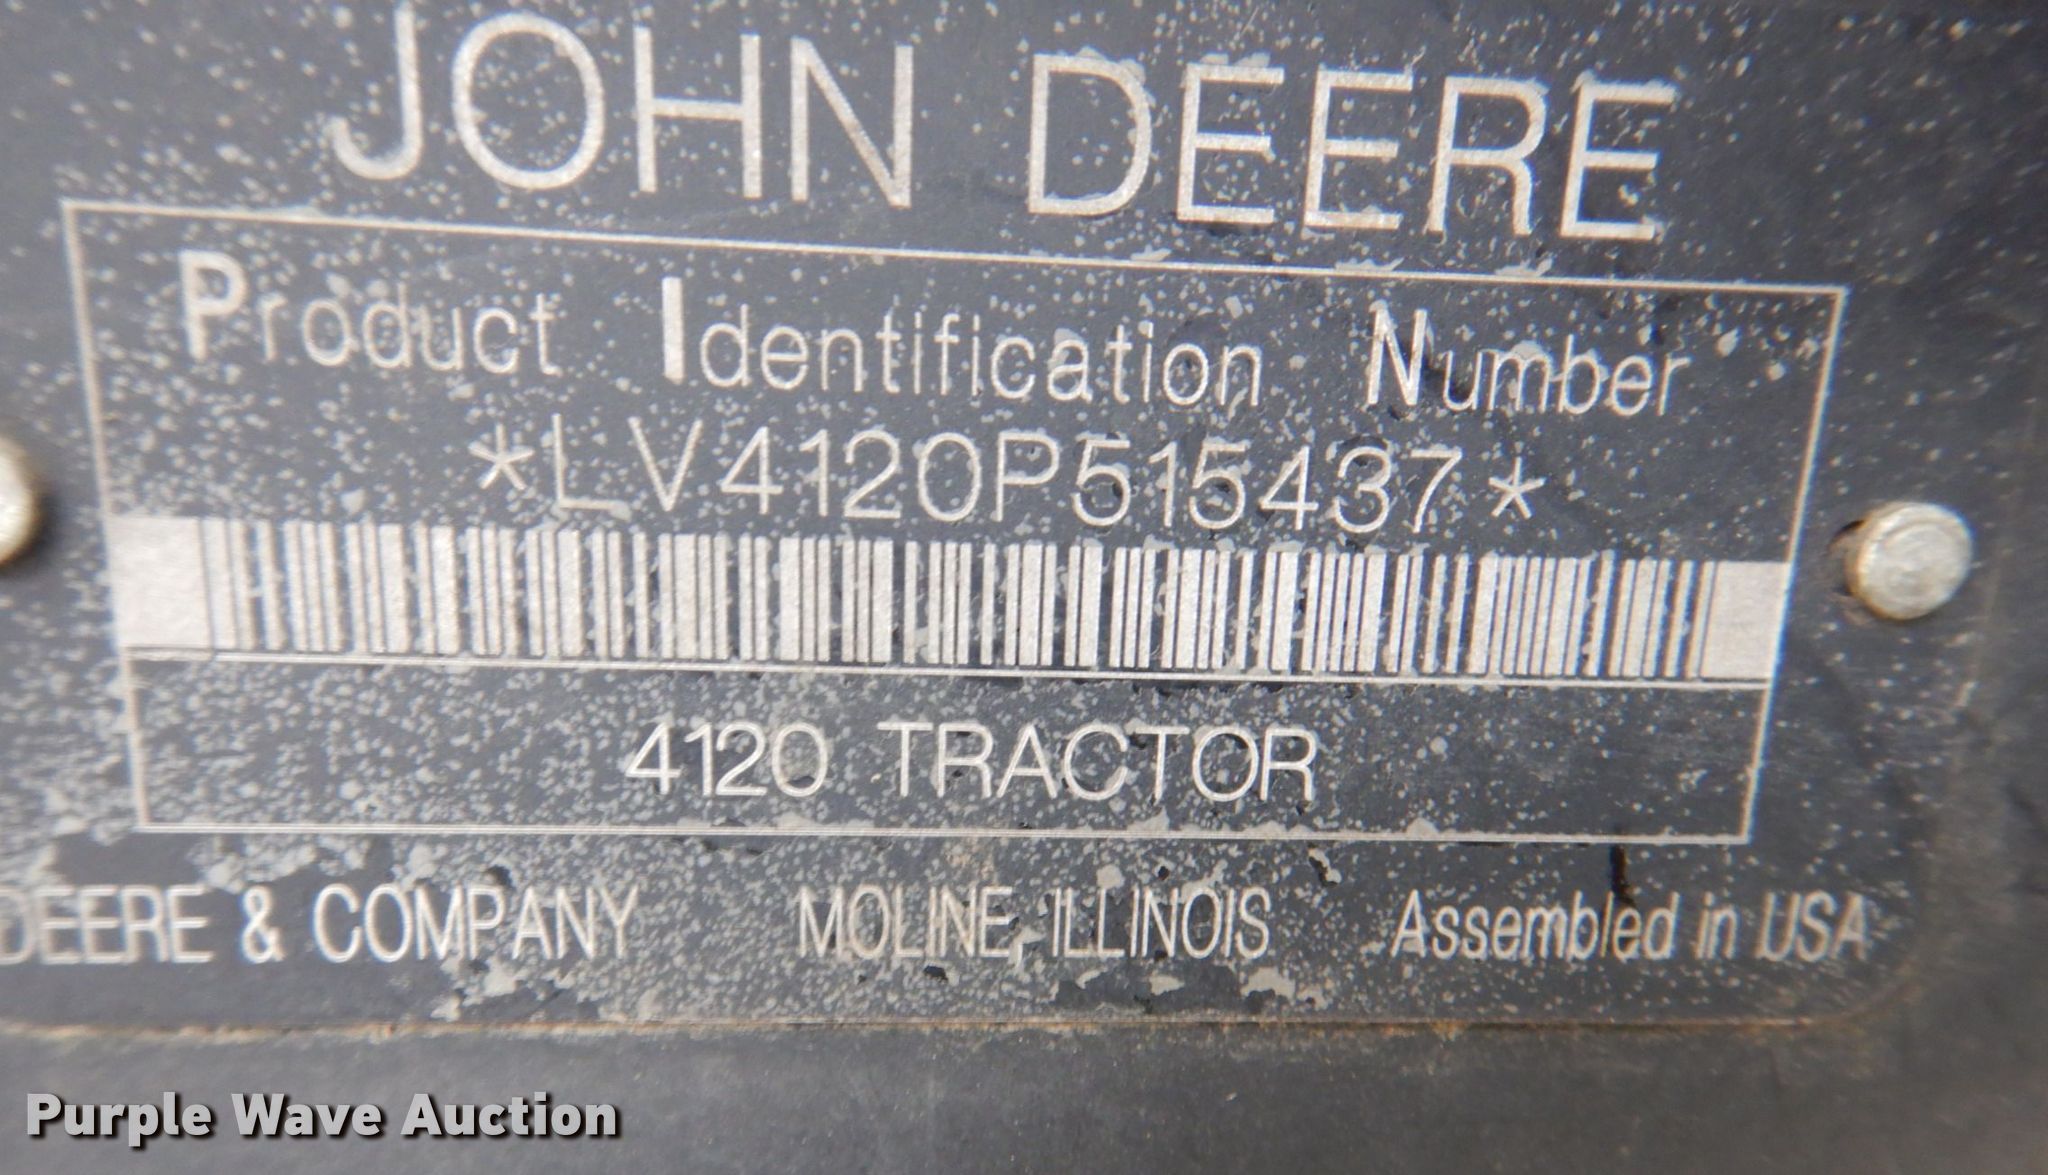 JOHN DEERE
Product Identification Number
*LV4120P515437*
4120 TRACTOR
DEERE & COMPANY MOLINE, ILLINOIS Assembled in USA
Purple Wave Auction